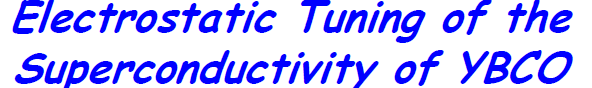 Electrostatic Tuning of the
Superconductivity of YBCO